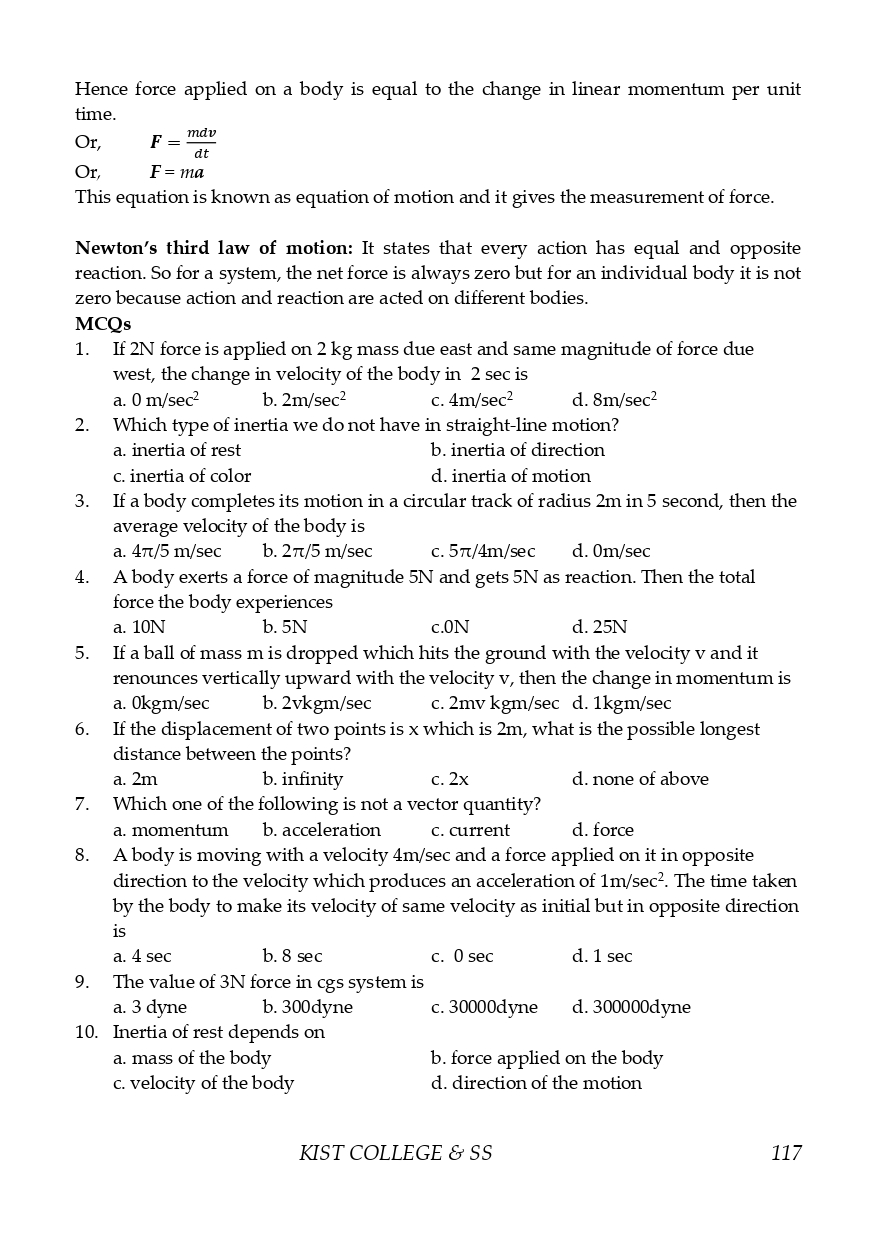 Hence force applied on a body is equal to the change in linear momentum per unit
time.
Or, F = mdv/dt
Or, F = ma
This equation is known as equation of motion and it gives the measurement of force.
Newton's third law of motion: It states that every action has equal and opposite
reaction. So for a system, the net force is always zero but for an individual body it is not
zero because action and reaction are acted on different bodies.
MCQs
1. If 2N force is applied on 2 kg mass due east and same magnitude of force due
west, the change in velocity of the body in 2 sec is
a. 0 m/sec² b. 2m/sec² c. 4m/sec² d. 8m/sec²
2. Which type of inertia we do not have in straight-line motion?
a. inertia of rest b. inertia of direction
c. inertia of color d. inertia of motion
3. If a body completes its motion in a circular track of radius 2m in 5 second, then the
average velocity of the body is
a. 4π/5 m/sec b. 2π/5 m/sec c. 5π/4m/sec d. 0m/sec
4. A body exerts a force of magnitude 5N and gets 5N as reaction. Then the total
force the body experiences
a. 10N b. 5N c.0N d. 25N
5. If a ball of mass m is dropped which hits the ground with the velocity v and it
renounces vertically upward with the velocity v, then the change in momentum is
a. 0kgm/sec b. 2vkgm/sec c. 2mv kgm/sec d. 1kgm/sec
6. If the displacement of two points is x which is 2m, what is the possible longest
distance between the points?
a. 2m b. infinity c. 2x d. none of above
7. Which one of the following is not a vector quantity?
a. momentum b. acceleration c. current d. force
8. A body is moving with a velocity 4m/sec and a force applied on it in opposite
direction to the velocity which produces an acceleration of 1m/sec². The time taken
by the body to make its velocity of same velocity as initial but in opposite direction
is
a. 4 sec b. 8 sec c. 0 sec d. 1 sec
9. The value of 3N force in cgs system is
a. 3 dyne b. 300dyne c. 30000dyne d. 300000dyne
10. Inertia of rest depends on
a. mass of the body b. force applied on the body
c. velocity of the body d. direction of the motion
KIST COLLEGE & SS 117